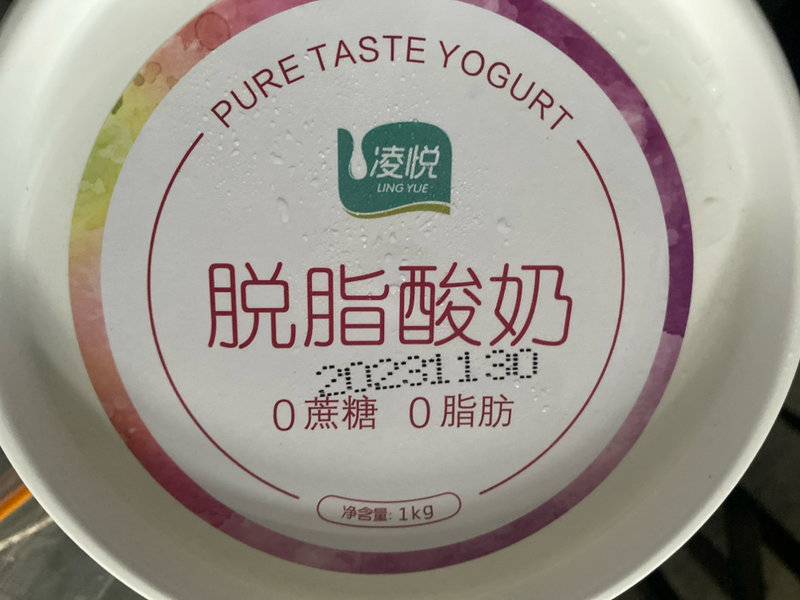 PURE TASTE YOGURT
凌悦
LING YUE
脱脂酸奶
20231130
0蔗糖 0脂肪
净含量: 1kg